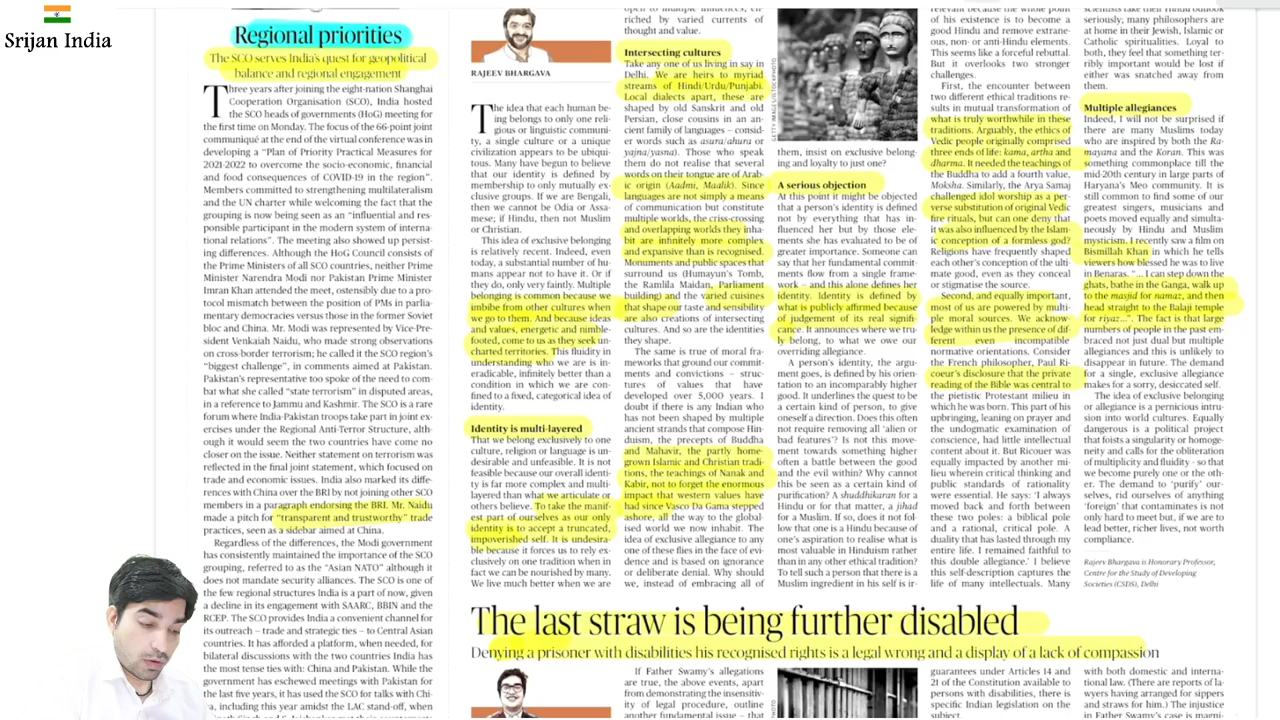 Srijan India
Regional priorities
The SCO serves India's quest for geopolitical
balance and regional engagement
Three years after joining the eight-nation Shanghai
Cooperation Organisation (SCO), India hosted
the SCO heads of governments (HoG) meeting for
the first time on Monday. The focus of the 66-point joint
communiqué at the end of the virtual conference was in
developing a "Plan of Priority Practical Measures for
2021-2022 to overcome the socio-economic, financial
and food consequences of COVID-19 in the region".
Members committed to strengthening multilateralism
and the UN charter while welcoming the fact that the
grouping is now being seen as an "influential and res-
ponsible participant in the modern system of interna-
tional relations". The meeting also showed up persist-
ing differences. Although the HoG Council consists of
the Prime Ministers of all SCO countries, neither Prime
Minister Narendra Modi nor Pakistan Prime Minister
Imran Khan attended the meet, ostensibly due to a pro-
tocol mismatch between the position of PMs in parlia-
mentary democracies versus those in the former Soviet
bloc and China. Mr. Modi was represented by Vice-Pre-
sident Venkaiah Naidu, who made strong observations
on cross-border terrorism; he called it the SCO region's
"biggest challenge", in comments aimed at Pakistan.
Pakistan's representative too spoke of the need to com-
bat what she called "state terrorism" in disputed areas,
in a reference to Jammu and Kashmir. The SCO is a rare
forum where India-Pakistan troops take part in joint ex-
ercises under the Regional Anti-Terror Structure, alth-
ough it would seem the two countries have come no
closer on the issue. Neither statement on terrorism was
reflected in the final joint statement, which focused on
trade and economic issues. India also marked its diffe-
rences with China over the BRI by not joining other SCO
members in a paragraph endorsing the BRI. Mr. Naidu
made a pitch for "transparent and trustworthy" trade
practices, seen as a sidebar aimed at China.
Regardless of the differences, the Modi government
has consistently maintained the importance of the SCO
grouping, referred to as the "Asian NATO" although it
does not mandate security alliances. The SCO is one of
the few regional structures India is a part of now, given
a decline in its engagement with SAARC, BBIN and the
RCEP. The SCO affords India a convenient channel for
its outreach – trade and strategic ties – to Central Asian
countries. It has afforded a platform, when needed, for
bilateral discussions with the two countries India has
the most tense ties with: China and Pakistan. While the
government has eschewed meetings with Pakistan for
the last five years, it has used the SCO for talks with Chi-
na, including this year amidst the LAC stand-off, when
RAJEEV BHARGAVA
The idea that each human be-
ing belongs to only one reli-
gious or linguistic communi-
ty, a single culture or a unique
civilization appears to be ubiqui-
tous. Many have begun to believe
that our identity is defined by
membership to only mutually ex-
clusive groups. If we are Bengali,
then we cannot be Odia or Assa-
mese; if Hindu, then not Muslim
or Christian.
This idea of exclusive belonging
is relatively recent. Indeed, even
today, a substantial number of hu-
mans appear not to have it. Or if
they do, only very faintly. Multiple
belonging is common because we
imbibe from other cultures when
we go to them. And because ideas
and values, energetic and nimble-
footed, come to us as they seek un-
charted territories. This fluidity in
understanding who we are is in-
eradicable, infinitely better than a
condition in which we are con-
fined to a fixed, categorical idea of
identity.
Identity is multi-layered
That we belong exclusively to one
culture, religion or language is un-
desirable and unfeasible. It is not
feasible because our overall identi-
ty is far more complex and multi-
layered than what we articulate or
others believe. To take the manif-
est part of ourselves as our only
identity is to accept a truncated,
impoverished self. It is undesira-
ble because it forces us to rely ex-
clusively on one tradition when in
fact we can be nourished by many.
We live much better when we are
open to multiple influences, en-
riched by varied currents of
thought and value.
Intersecting cultures
Take any one of us living in say in
Delhi. We are heirs to myriad
streams of Hindi/Urdu/Punjabi.
Local dialects apart, these are
shaped by old Sanskrit and old
Persian, close cousins in an an-
cient family of languages – consid-
er words such as asura/ahura or
yajna/yasna). Those who speak
them do not realise that several
words on their tongue are of Arab-
ic origin (Aadmi, Maalik). Since
languages are not simply a means
of communication but constitute
multiple worlds, the criss-crossing
and overlapping worlds they inha-
bit are infinitely more complex
and expansive than is recognised.
Monuments and public spaces that
surround us (Humayun's Tomb,
the Ramlila Maidan, Parliament
building) and the varied cuisines
that shape our taste and sensibility
are also creations of intersecting
cultures. And so are the identities
they shape.
The same is true of moral fra-
meworks that ground our commit-
ments and convictions – struc-
tures of values that have
developed over 5,000 years. I
doubt if there is any Indian who
has not been shaped by multiple
ancient strands that compose Hin-
duism, the precepts of Buddha
and Mahavir, the partly home-
grown Islamic and Christian tradi-
tions, the teachings of Nanak and
Kabir, not to forget the enormous
impact that western values have
had since Vasco Da Gama stepped
ashore, all the way to the global-
ised world we now inhabit. The
idea of exclusive allegiance to any
one of these flies in the face of evi-
dence and is based on ignorance
or deliberate denial. Why should
we, instead of embracing all of
GETTY IMAGES/ISTOCKPHOTO
them, insist on exclusive belong-
ing and loyalty to just one?
A serious objection
At this point it might be objected
that a person's identity is defined
not by everything that has in-
fluenced her but by those ele-
ments she has evaluated to be of
greater importance. Someone can
say that her fundamental commit-
ments flow from a single frame-
work – and this alone defines her
identity. Identity is defined by
what is publicly affirmed because
of judgement of its real signifi-
cance. It announces where we tru-
ly belong, to what we owe our
overriding allegiance.
A person's identity, the argu-
ment goes, is defined by his orien-
tation to an incomparably higher
good. It underlines the quest to be
a certain kind of person, to give
oneself a direction. Does this often
not require removing all 'alien or
bad features'? Is not this move-
ment towards something higher
often a battle between the good
and the evil within? Why cannot
this be seen a certain kind of
purification? A shuddhikaran for
a Hindu or for that matter, a jihad
for a Muslim. If so, does it not fol-
low that one is a Hindu because of
one's aspiration to realise what is
most valuable in Hinduism rather
than in any other ethical tradition?
To tell such a person that there is a
Muslim ingredient in his self is ir-
relevant because the whole point
of his existence is to become a
good Hindu and remove extrane-
ous, non- or anti-Hindu elements.
This seems like a forceful rebuttal.
But it overlooks two stronger
challenges.
First, the encounter between
two different ethical traditions re-
sults in mutual transformation of
what is truly worthwhile in these
traditions. Arguably, the ethics of
Vedic people originally comprised
three ends of life: kama, artha and
dharma. It needed the teachings of
the Buddha to add a fourth value,
Moksha. Similarly, the Arya Samaj
challenged idol worship as a per-
verse substitution of original Vedic
fire rituals, but can one deny that
it was also influenced by the Islam-
ic conception of a formless god?
Religions have frequently shaped
each other's conception of the ulti-
mate good, even as they conceal
or stigmatise the source.
Second, and equally important,
most of us are powered by multi-
ple moral sources. We acknow-
ledge within us the presence of dif-
ferent even incompatible
normative orientations. Consider
the French philosopher, Paul Ri-
coeur's disclosure that the private
reading of the Bible was central to
the pietistic Protestant milieu in
which he was born. This part of his
upbringing, leaning on prayer and
the undogmatic examination of
conscience, had little intellectual
content about it. But Ricouer was
equally impacted by another mi-
lieu wherein critical thinking and
public standards of rationality
were essential. He says: 'I always
moved back and forth between
these two poles: a biblical pole
and a rational, critical pole. A
duality that has lasted through my
entire life. I remained faithful to
this double allegiance.' I believe
this self-description captures the
life of many intellectuals. Many
scientists take their Hindu outlook
seriously, many philosophers are
at home in their Jewish, Islamic or
Catholic spiritualities. Loyal to
both, they feel that something ter-
ribly important would be lost if
either was snatched away from
them.
Multiple allegiances
Indeed, I will not be surprised if
there are many Muslims today
who are inspired by both the Ra-
mayana and the Koran. This was
something commonplace till the
mid-20th century in large parts of
Haryana's Meo community. It is
still common to find some of our
greatest singers, musicians and
poets moved equally and simulta-
neously by Hindu and Muslim
mysticism. I recently saw a film on
Bismillah Khan in which he tells
viewers how blessed he was to live
in Benaras. "... I can step down the
ghats, bathe in the Ganga, walk up
to the masjid for namaz, and then
head straight to the Balaji temple
for riyaz...". The fact is that large
numbers of people in the past em-
braced not just dual but multiple
allegiances and this is unlikely to
disappear in future. The demand
for a single, exclusive allegiance
makes for a sorry, desiccated self.
The idea of exclusive belonging
or allegiance is a pernicious intru-
sion into world cultures. Equally
dangerous is a political project
that foists a singularity or homoge-
neity and calls for the obliteration
of multiplicity and fluidity - so that
we become purely one or the oth-
er. The demand to 'purify' our-
selves, rid ourselves of anything
'foreign' that contaminates is not
only hard to meet but, if we are to
lead better, richer lives, not worth
compliance.
Rajeev Bhargava is Honorary Professor,
Centre for the Study of Developing
Societies (CSDS), Delhi
The last straw is being further disabled
Denying a prisoner with disabilities his recognised rights is a legal wrong and a display of a lack of compassion
If Father Swamy's allegations
are true, the above events, apart
from demonstrating the insensitiv-
ity of legal procedure, outline
another fundamental issue – that
guarantees under Articles 14 and
21 of the Constitution available to
persons with disabilities, there is
specific Indian legislation on the
subject.
with both domestic and interna-
tional law. (There are reports of la-
wyers having arranged for sippers
and straws for him.) The injustice
in Father Swamy's case is mani-